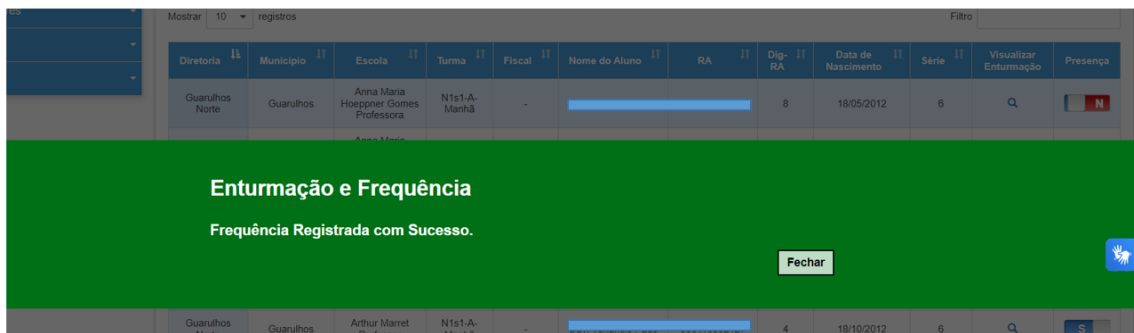 Mostrar 10 registros Filtro
Diretoria Município Escola Turma Fiscal Nome do Aluno RA Dig-RA Data de Nascimento Série Visualizar Enturmação Presença
Guarulhos Norte Guarulhos Anna Maria Hoeppner Gomes Professora N1s1-A-Manhã - 8 18/05/2012 6 N
Anna Maria
Enturmação e Frequência
Frequência Registrada com Sucesso.
Fechar
Guarulhos Guarulhos Arthur Marret N1s1-A- - 4 18/10/2012 6 S